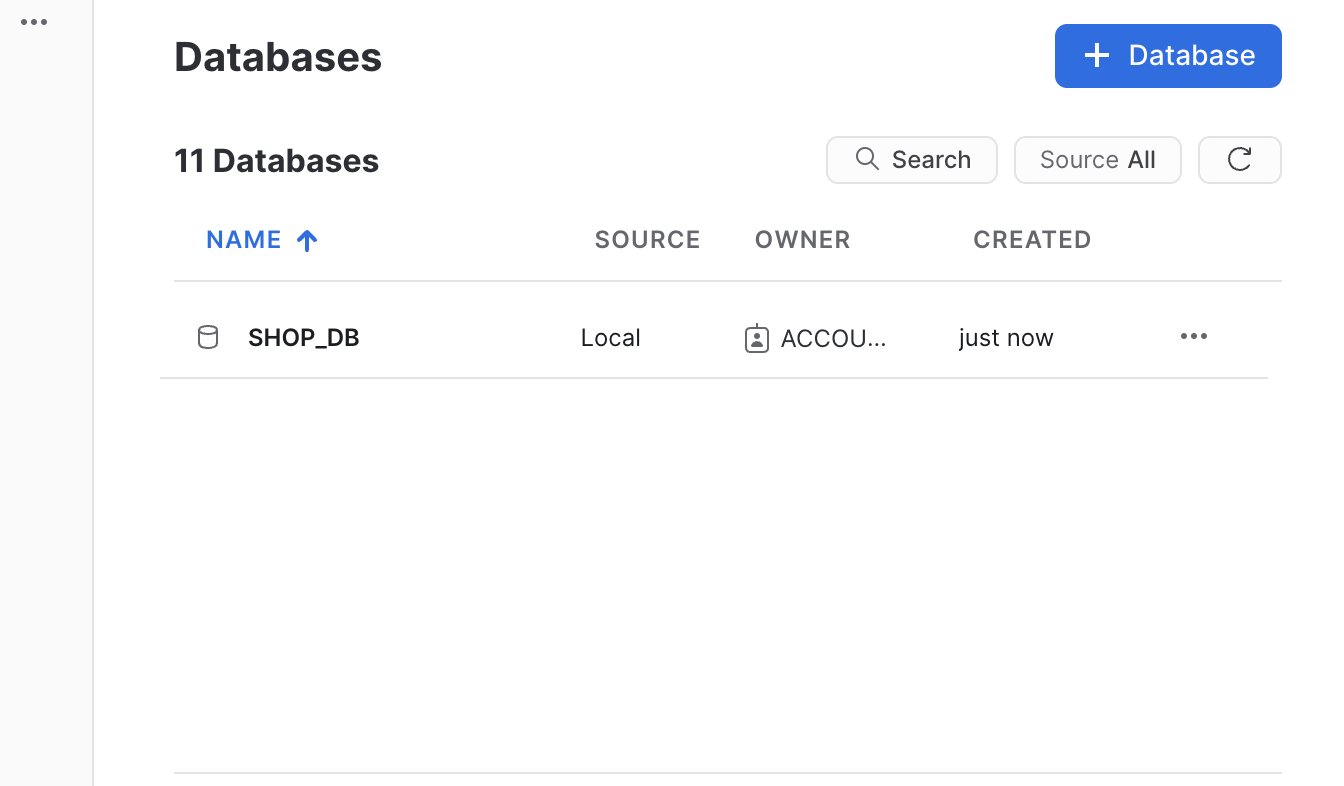 Databases
+ Database
11 Databases
Search
Source All
NAME SOURCE OWNER CREATED
SHOP_DB Local ACCOU... just now